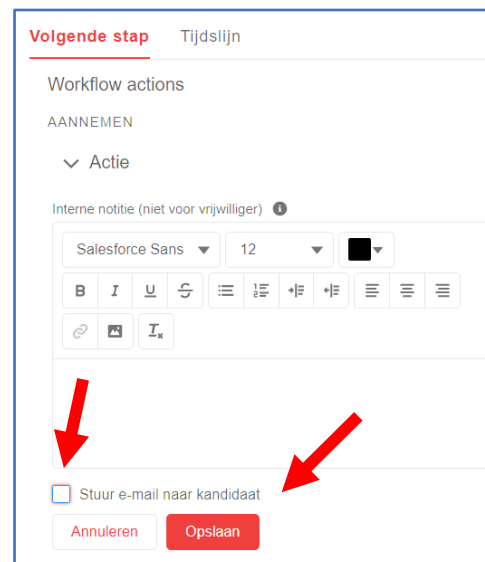 Volgende stap Tijdslijn
Workflow actions
AANNEMEN
Actie
Interne notitie (niet voor vrijwilliger)
Salesforce Sans 12
B I U S
Stuur e-mail naar kandidaat
Annuleren Opslaan